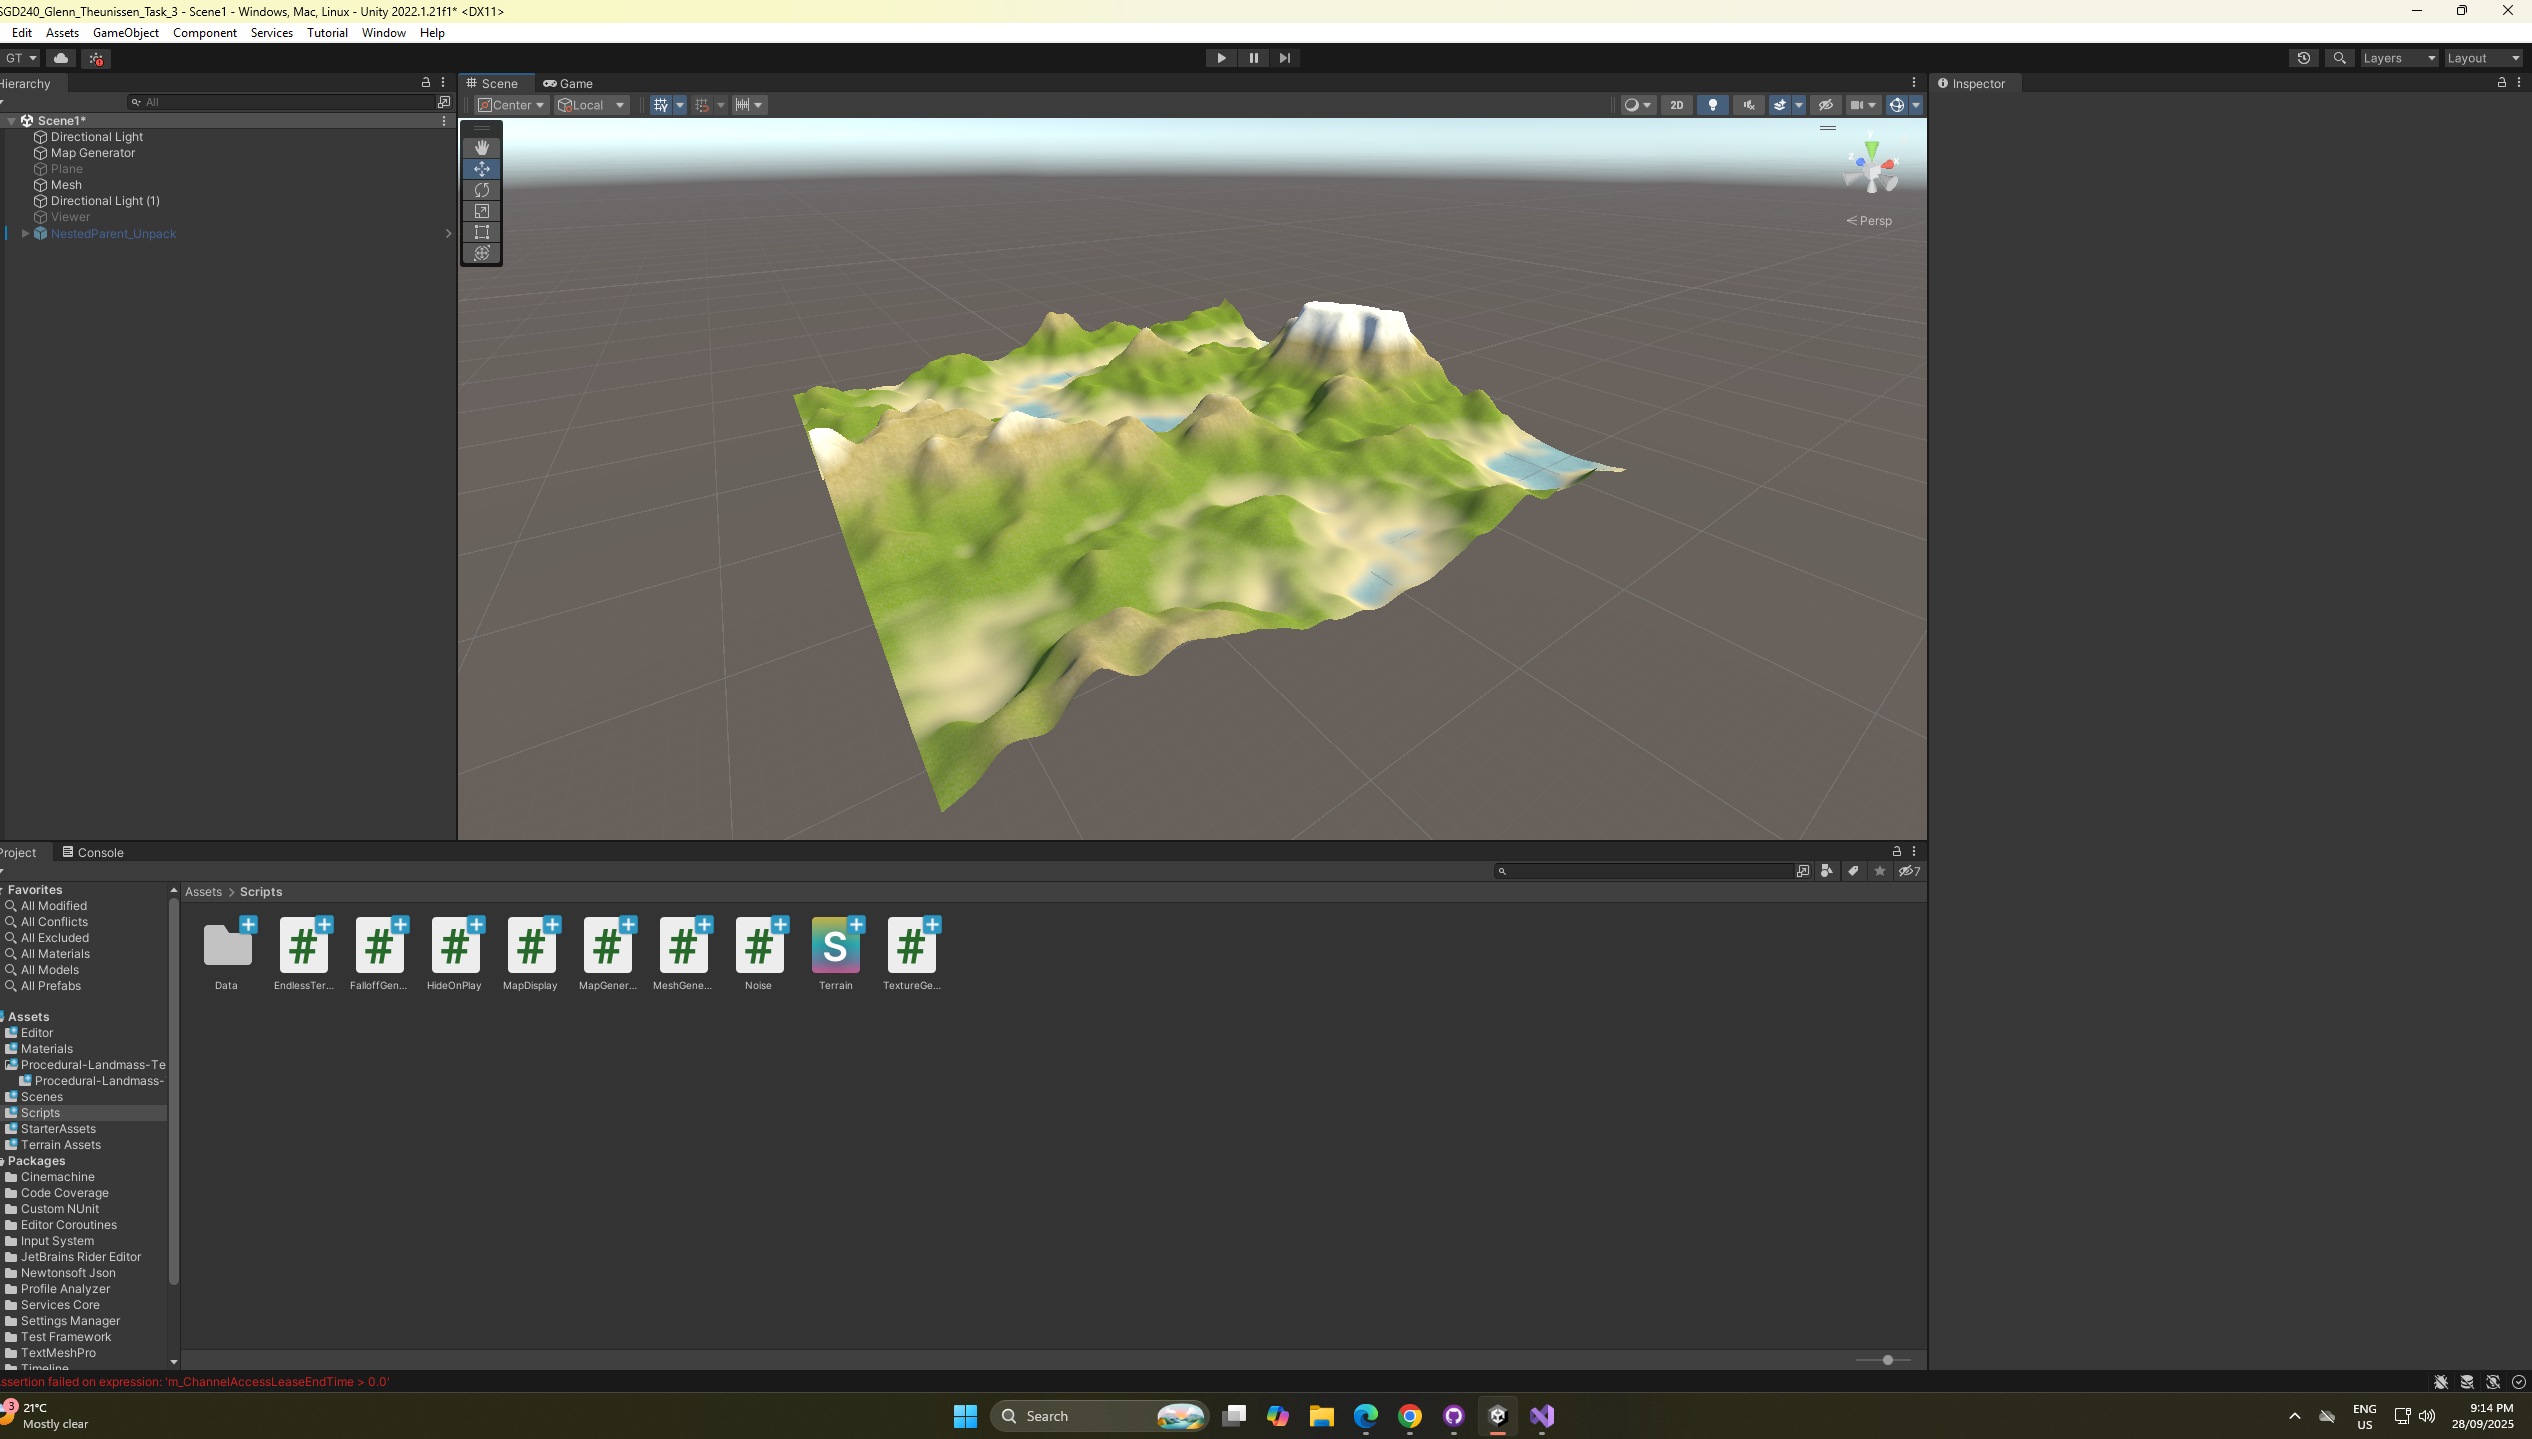 SGD240_Glenn_Theunissen_Task_3 - Scene1 - Windows, Mac, Linux - Unity 2022.1.21f1* <DX11>
Edit Assets GameObject Component Services Tutorial Window Help
GT
Layers Layout
Hierarchy
All
Scene1*
Directional Light
Map Generator
Plane
Mesh
Directional Light (1)
Viewer
NestedParent_Unpack
Scene Game
Center Local
2D
y
z
x
Persp
Inspector
Project Console
7
Favorites
All Modified
All Conflicts
All Excluded
All Materials
All Models
All Prefabs
Assets
Editor
Materials
Procedural-Landmass-Te
Procedural-Landmass-
Scenes
Scripts
StarterAssets
Terrain Assets
Packages
Cinemachine
Code Coverage
Custom NUnit
Editor Coroutines
Input System
JetBrains Rider Editor
Newtonsoft Json
Profile Analyzer
Services Core
Settings Manager
Test Framework
TextMeshPro
Timeline
Assets > Scripts
# # # # # # # S #
Data EndlessTer... FalloffGen... HideOnPlay MapDisplay MapGener... MeshGene... Noise Terrain TextureGe...
ssertion failed on expression: 'm_ChannelAccessLeaseEndTime > 0.0'
3
21°C
Mostly clear
Search
ENG
US
9:14 PM
28/09/2025